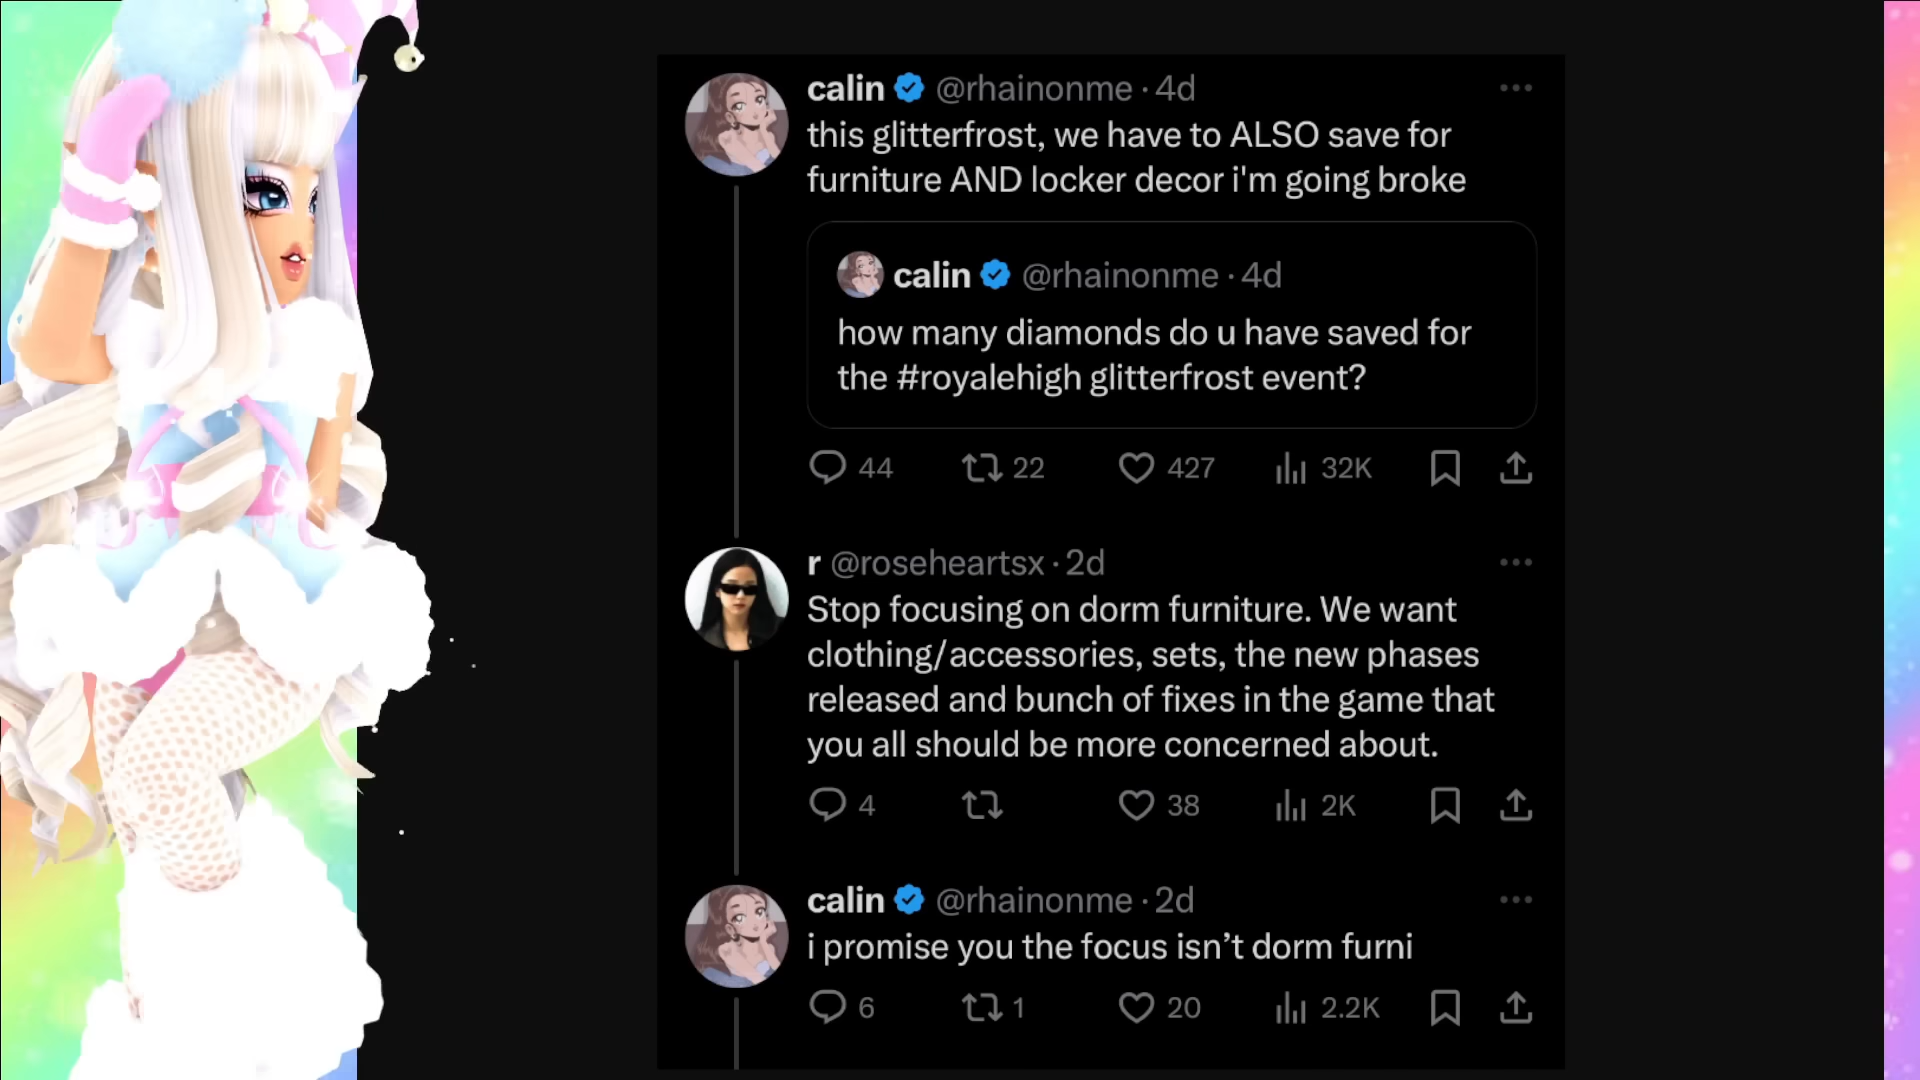 calin @rhainonme · 4d
this glitterfrost, we have to ALSO save for
furniture AND locker decor i'm going broke
calin @rhainonme · 4d
how many diamonds do u have saved for
the #royalehigh glitterfrost event?
44 22 427 32K
r @roseheartsx · 2d
Stop focusing on dorm furniture. We want
clothing/accessories, sets, the new phases
released and bunch of fixes in the game that
you all should be more concerned about.
4 38 2K
calin @rhainonme · 2d
i promise you the focus isn’t dorm furni
6 1 20 2.2K